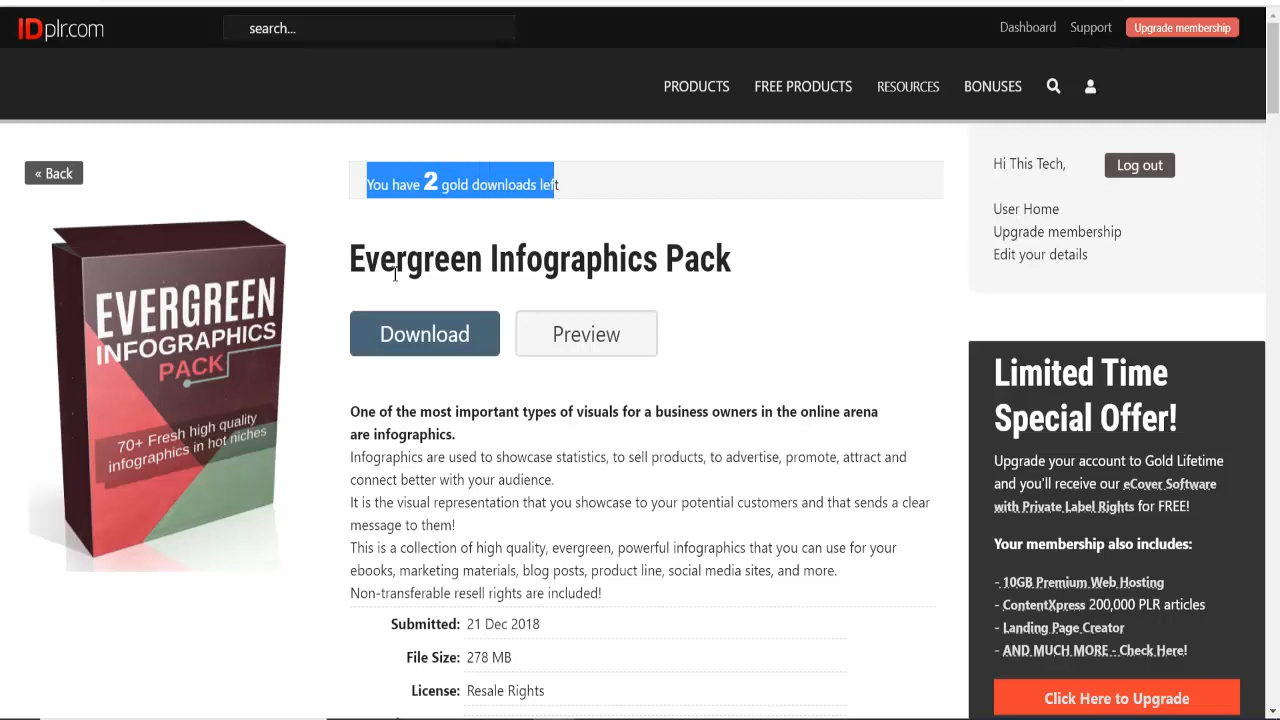 IDplr.com
search...
Dashboard Support Upgrade membership
PRODUCTS FREE PRODUCTS RESOURCES BONUSES
« Back
You have 2 gold downloads left
Evergreen Infographics Pack
Download Preview
EVERGREEN
INFOGRAPHICS
PACK
70+ Fresh high quality
infographics in hot niches
One of the most important types of visuals for a business owners in the online arena
are infographics.
Infographics are used to showcase statistics, to sell products, to advertise, promote, attract and
connect better with your audience.
It is the visual representation that you showcase to your potential customers and that sends a clear
message to them!
This is a collection of high quality, evergreen, powerful infographics that you can use for your
ebooks, marketing materials, blog posts, product line, social media sites, and more.
Non-transferable resell rights are included!
Submitted: 21 Dec 2018
File Size: 278 MB
License: Resale Rights
Hi This Tech, Log out
User Home
Upgrade membership
Edit your details
Limited Time
Special Offer!
Upgrade your account to Gold Lifetime
and you'll receive our eCover Software
with Private Label Rights for FREE!
Your membership also includes:
- 10GB Premium Web Hosting
- ContentXpress 200,000 PLR articles
- Landing Page Creator
- AND MUCH MORE - Check Here!
Click Here to Upgrade